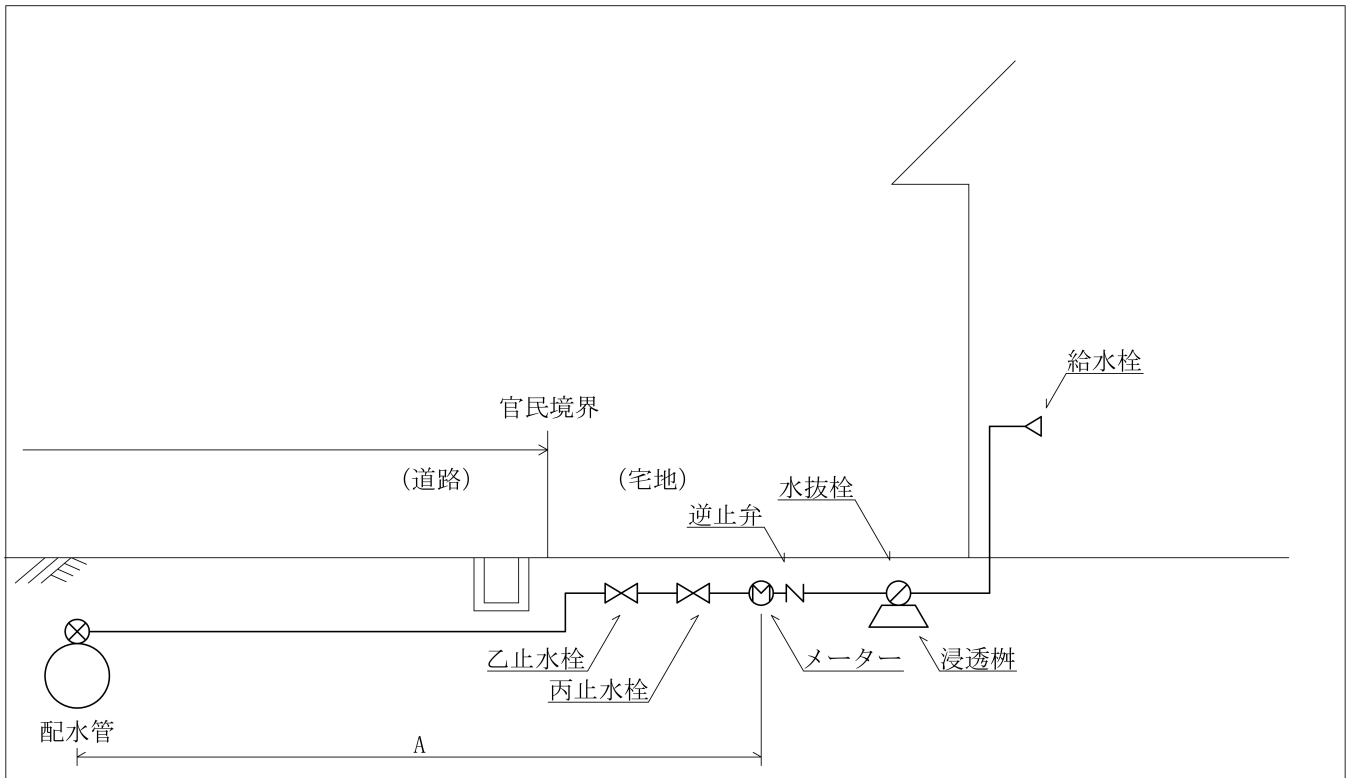 給水栓
官民境界
(道路)
(宅地)
水抜栓
逆止弁
乙止水栓
メーター
浸透桝
丙止水栓
配水管
A